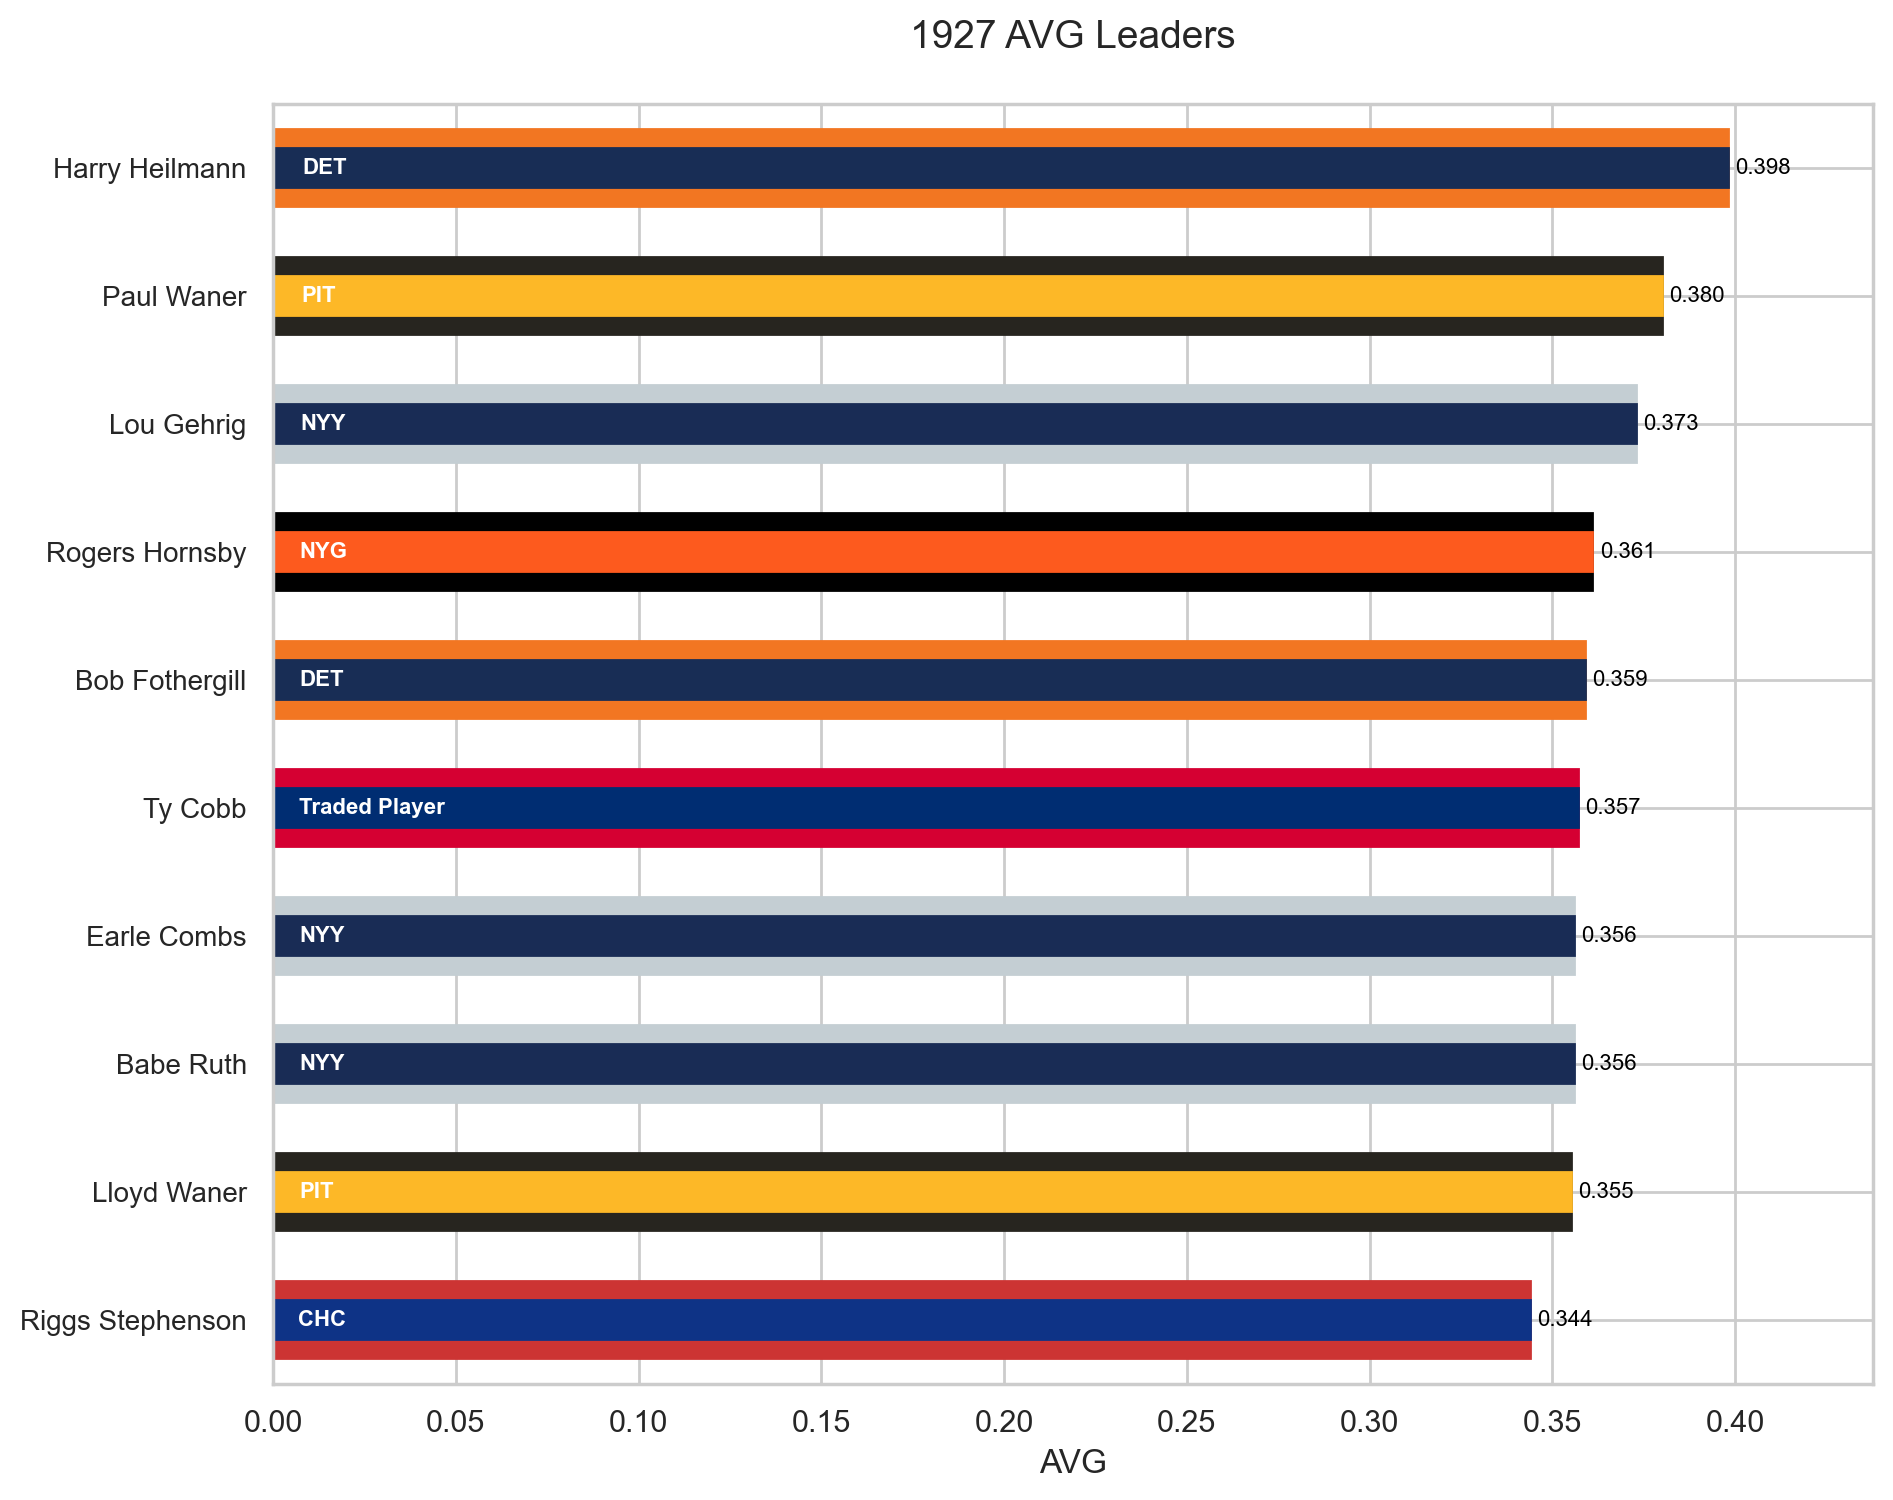 1927 AVG Leaders
Harry Heilmann DET 0.398
Paul Waner PIT 0.380
Lou Gehrig NYY 0.373
Rogers Hornsby NYG 0.361
Bob Fothergill DET 0.359
Ty Cobb Traded Player 0.357
Earle Combs NYY 0.356
Babe Ruth NYY 0.356
Lloyd Waner PIT 0.355
Riggs Stephenson CHC 0.344
0.00 0.05 0.10 0.15 0.20 0.25 0.30 0.35 0.40
AVG